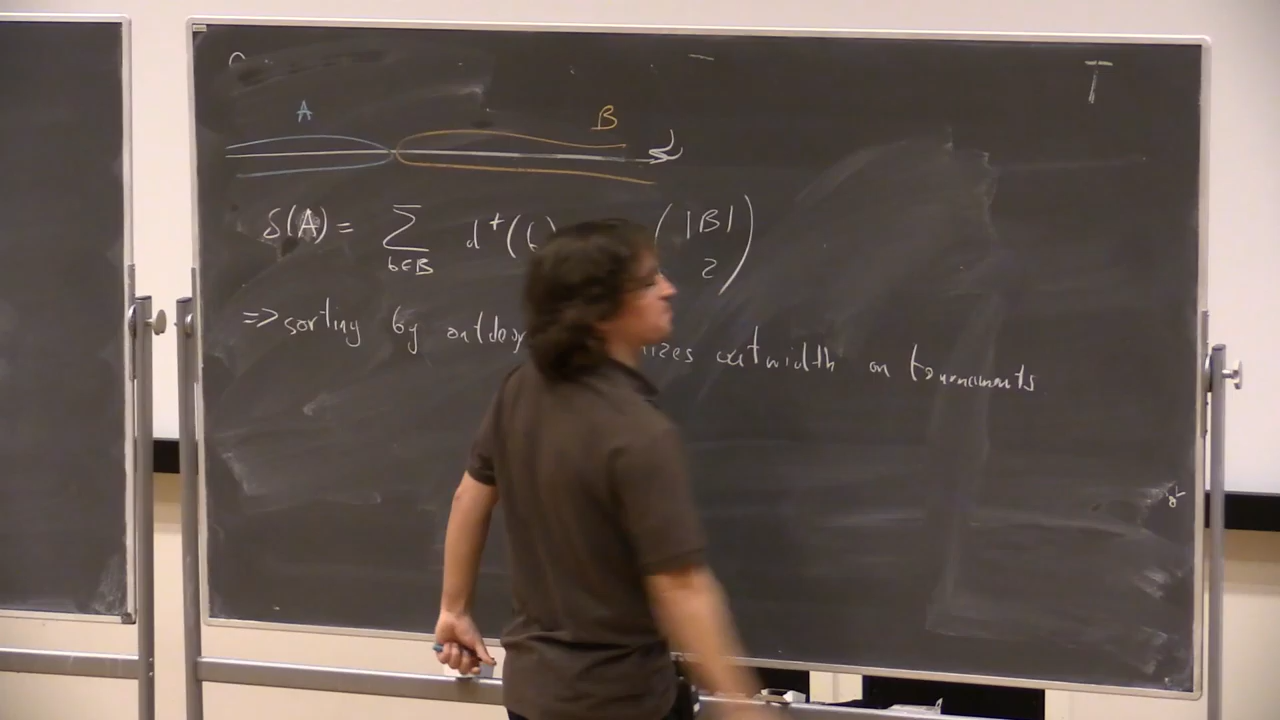 T
A B
δ(A) = Σ d⁺(b) (|B| 2)
b∈B
=> sorting by outdeg izes cutwidth on tournaments